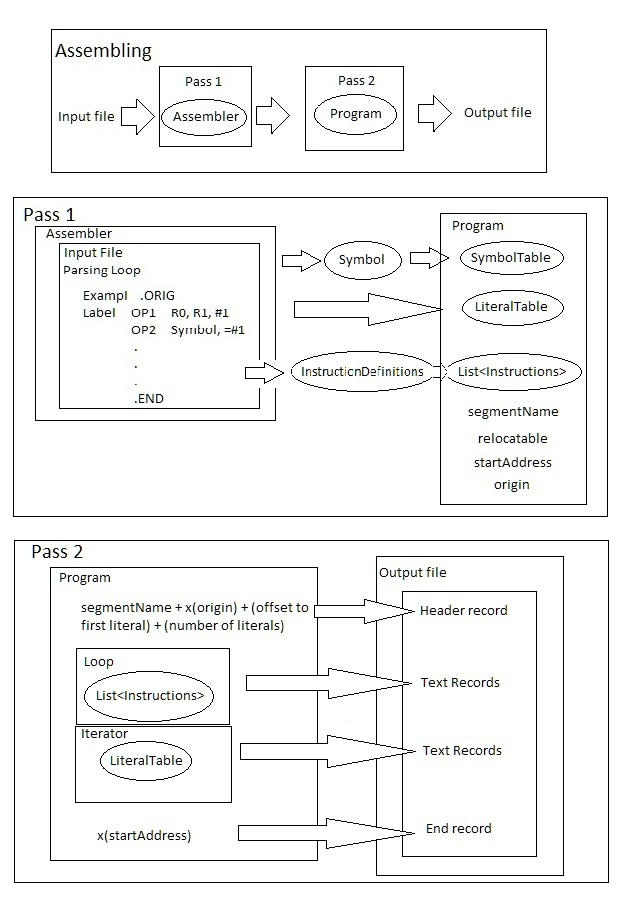 Assembling
Pass 1
Pass 2
Input file
Assembler
Program
Output file
Pass 1
Assembler
Program
Input File
Parsing Loop
Exampl .ORIG
Label OP1 R0, R1, #1
OP2 Symbol, =#1
.
.
.
.END
Symbol
SymbolTable
LiteralTable
InstructionDefinitions
List<Instructions>
segmentName
relocatable
startAddress
origin
Pass 2
Program
Output file
segmentName + x(origin) + (offset to
first literal) + (number of literals)
Header record
Loop
List<Instructions>
Text Records
Iterator
LiteralTable
Text Records
x(startAddress)
End record